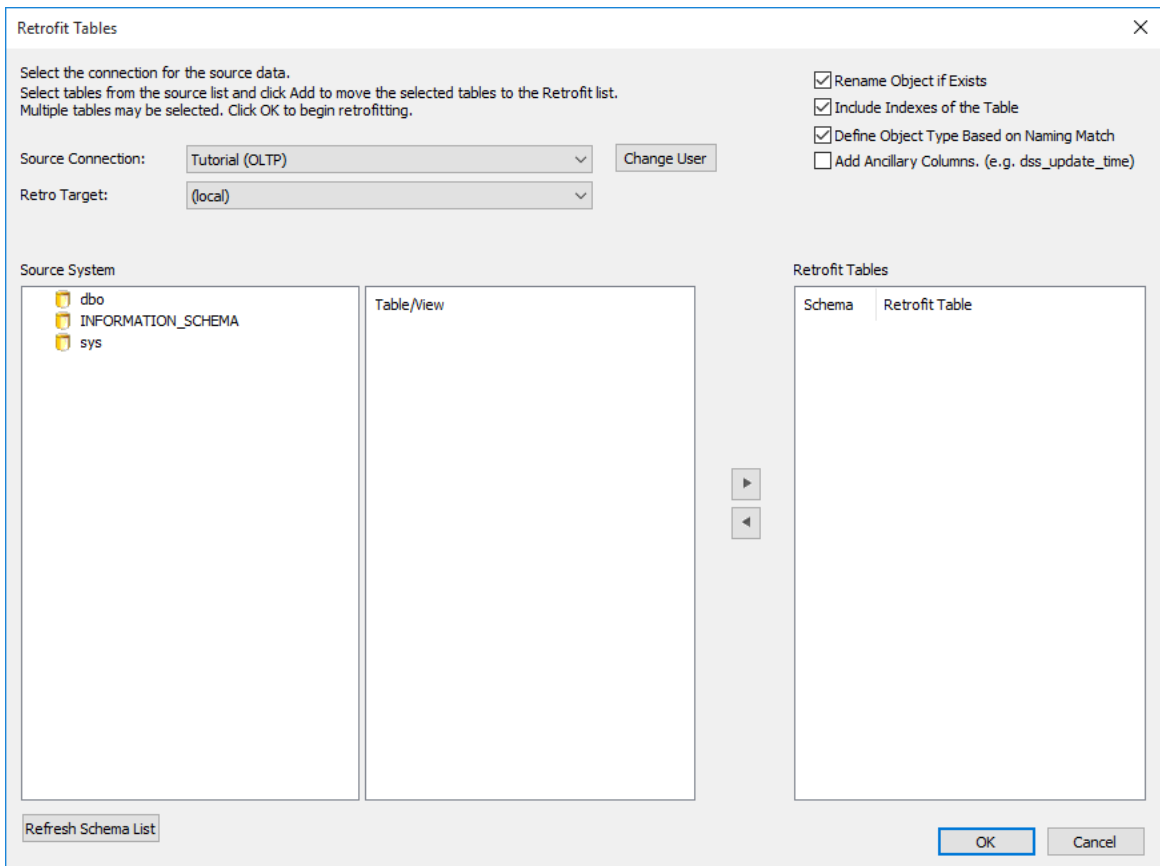 Retrofit Tables
Select the connection for the source data.
Select tables from the source list and click Add to move the selected tables to the Retrofit list.
Multiple tables may be selected. Click OK to begin retrofitting.
Rename Object if Exists
Include Indexes of the Table
Define Object Type Based on Naming Match
Add Ancillary Columns. (e.g. dss_update_time)
Source Connection:
Tutorial (OLTP)
Change User
Retro Target:
(local)
Source System
dbo
INFORMATION_SCHEMA
sys
Table/View
Retrofit Tables
Schema
Retrofit Table
Refresh Schema List
OK
Cancel